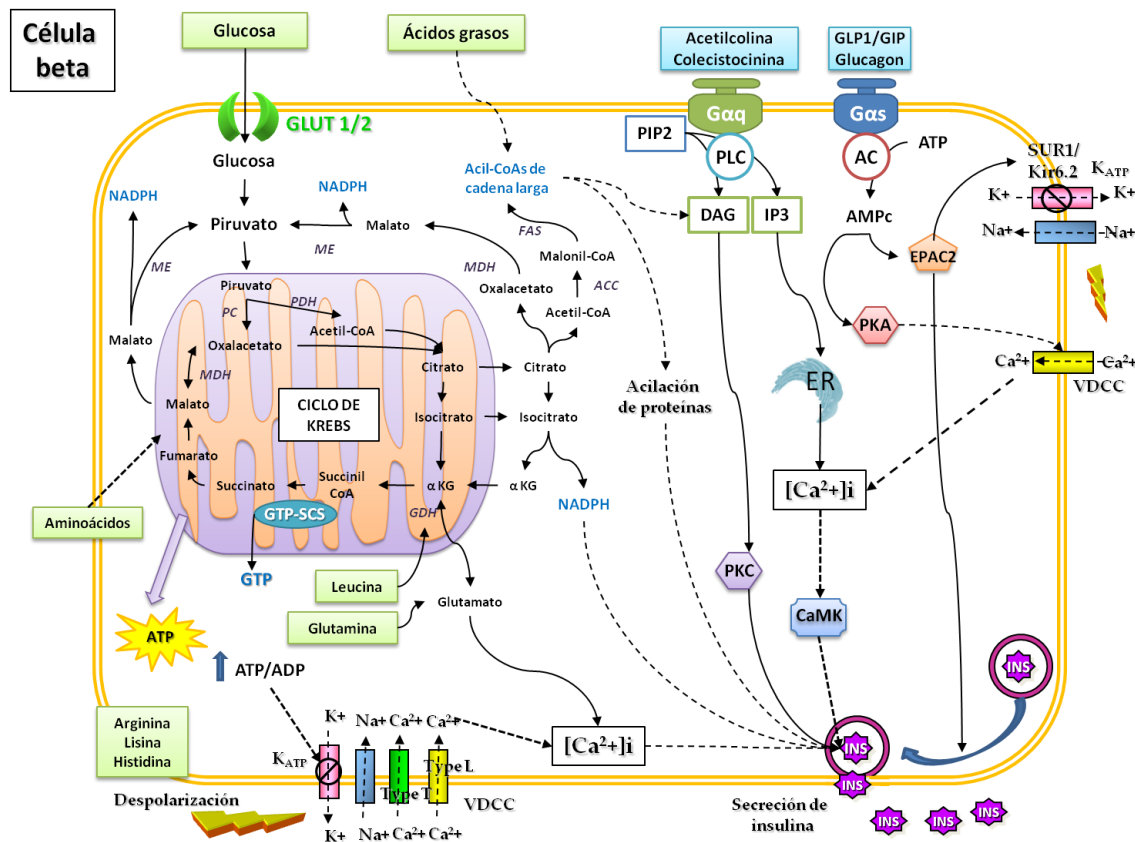 Célula
beta
Glucosa
Ácidos grasos
Acetilcolina
Colecistocinina
GLP1/GIP
Glucagon
GLUT 1/2
Gαq
Gαs
PIP2
PLC
AC
ATP
SUR1/
Kir6.2
K_ATP
K+
K+
Na+
Na+
Glucosa
NADPH
NADPH
Acil-CoAs de
cadena larga
DAG
IP3
AMPc
EPAC2
Piruvato
ME
Malato
FAS
Malonil-CoA
ME
MDH
Oxalacetato
ACC
Acetil-CoA
Piruvato
PC
PDH
Acetil-CoA
Malato
Oxalacetato
MDH
Citrato
Citrato
PKA
Ca²⁺
Ca²⁺
VDCC
ER
Acilación
de proteínas
Malato
CICLO DE
KREBS
Isocitrato
Isocitrato
Fumarato
Succinato
Succinil
CoA
α KG
α KG
NADPH
[Ca²⁺]i
GTP-SCS
GDH
Aminoácidos
GTP
Leucina
Glutamina
Glutamato
PKC
CaMK
ATP
ATP/ADP
INS
Arginina
Lisina
Histidina
K+
Na+
Ca²⁺
Ca²⁺
[Ca²⁺]i
INS
K_ATP
Type L
Type T
VDCC
INS
Despolarización
K+
Na+
Ca²⁺
Ca²⁺
Secreción de
insulina
INS
INS
INS